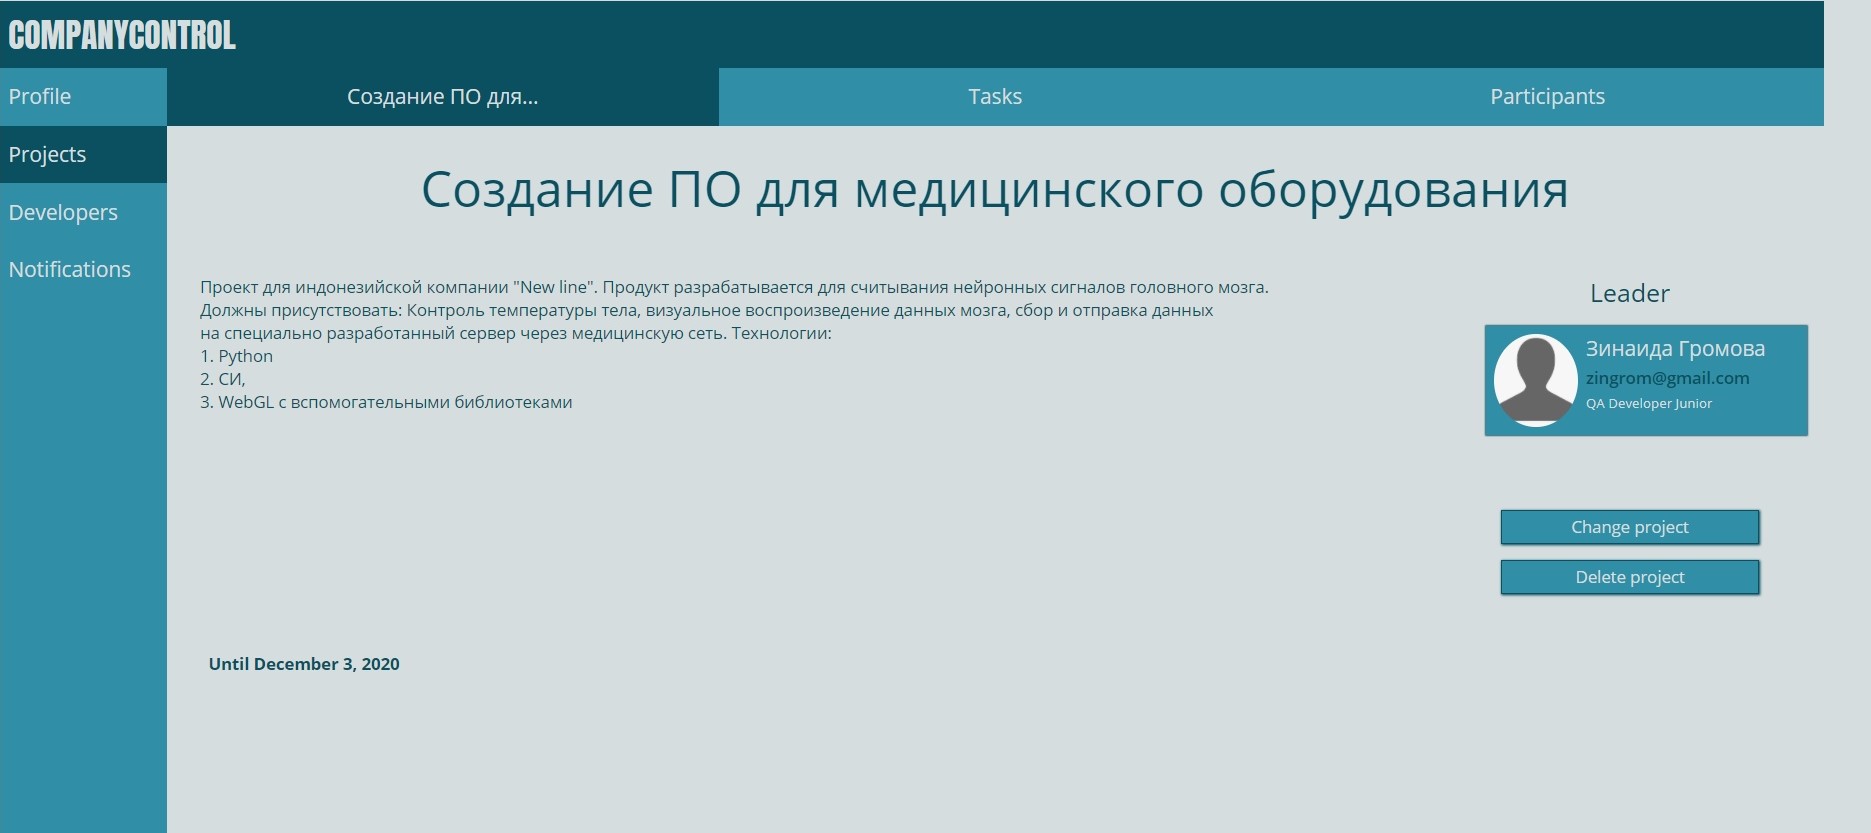 COMPANYCONTROL
Profile
Создание ПО для...
Tasks
Participants
Projects
Developers
Notifications
Создание ПО для медицинского оборудования
Проект для индонезийской компании "New line". Продукт разрабатывается для считывания нейронных сигналов головного мозга.
Должны присутствовать: Контроль температуры тела, визуальное воспроизведение данных мозга, сбор и отправка данных
на специально разработанный сервер через медицинскую сеть. Технологии:
1. Python
2. СИ,
3. WebGL с вспомогательными библиотеками
Leader
Зинаида Громова
zingrom@gmail.com
QA Developer Junior
Change project
Delete project
Until December 3, 2020